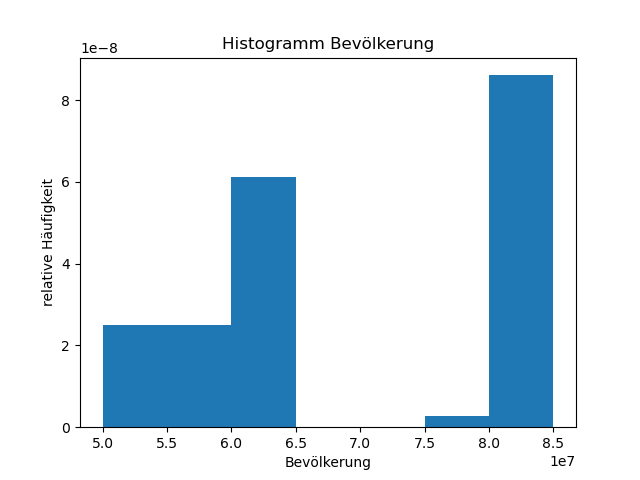 Histogramm Bevölkerung
1e−8
8
6
4
2
0
relative Häufigkeit
5.0 5.5 6.0 6.5 7.0 7.5 8.0 8.5
1e7
Bevölkerung